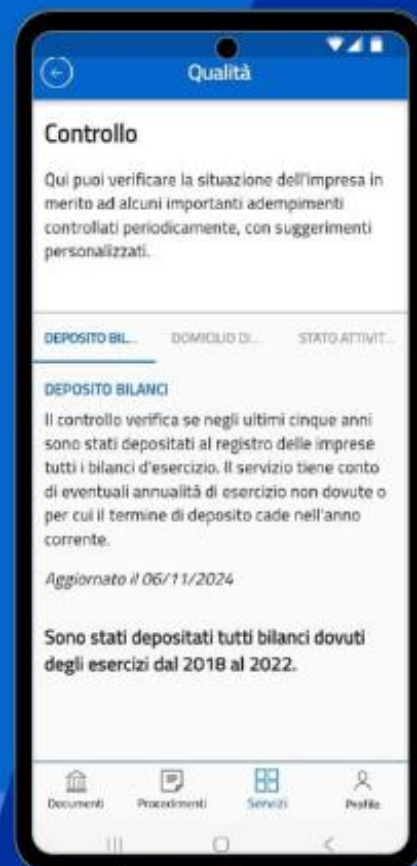 Qualità
Controllo
Qui puoi verificare la situazione dell'impresa in
merito ad alcuni importanti adempimenti
controllati periodicamente, con suggerimenti
personalizzati.
DEPOSITO BIL... DOMICILIO DI... STATO ATTIVIT...
DEPOSITO BILANCI
Il controllo verifica se negli ultimi cinque anni
sono stati depositati al registro delle imprese
tutti i bilanci d'esercizio. Il servizio tiene conto
di eventuali annualità di esercizio non dovute o
per cui il termine di deposito cade nell'anno
corrente.
Aggiornato il 06/11/2024
Sono stati depositati tutti bilanci dovuti
degli esercizi dal 2018 al 2022.
Documenti Procedimenti Servizi Profilo